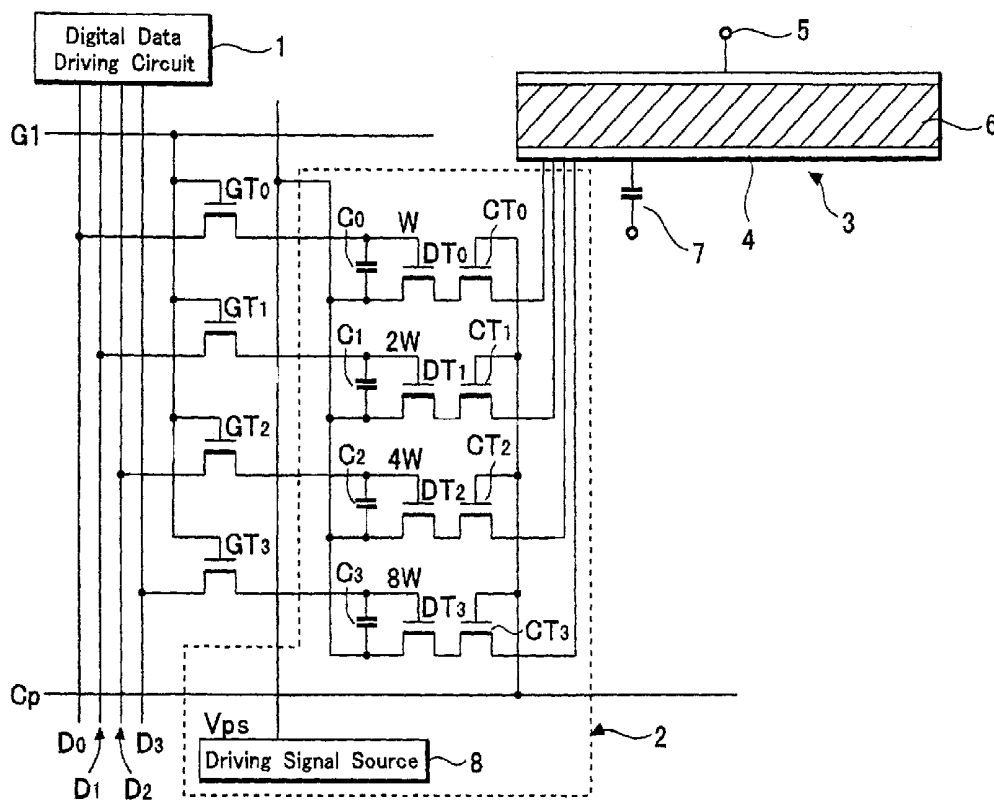 Digital Data
Driving Circuit
1
5
G1
6
GT0
C0
W
CT0
DT0
7
4
3
GT1
C1
2W
CT1
DT1
GT2
C2
4W
CT2
DT2
GT3
C3
8W
DT3
CT3
Cp
Vps
2
D0
D3
Driving Signal Source
8
D1
D2